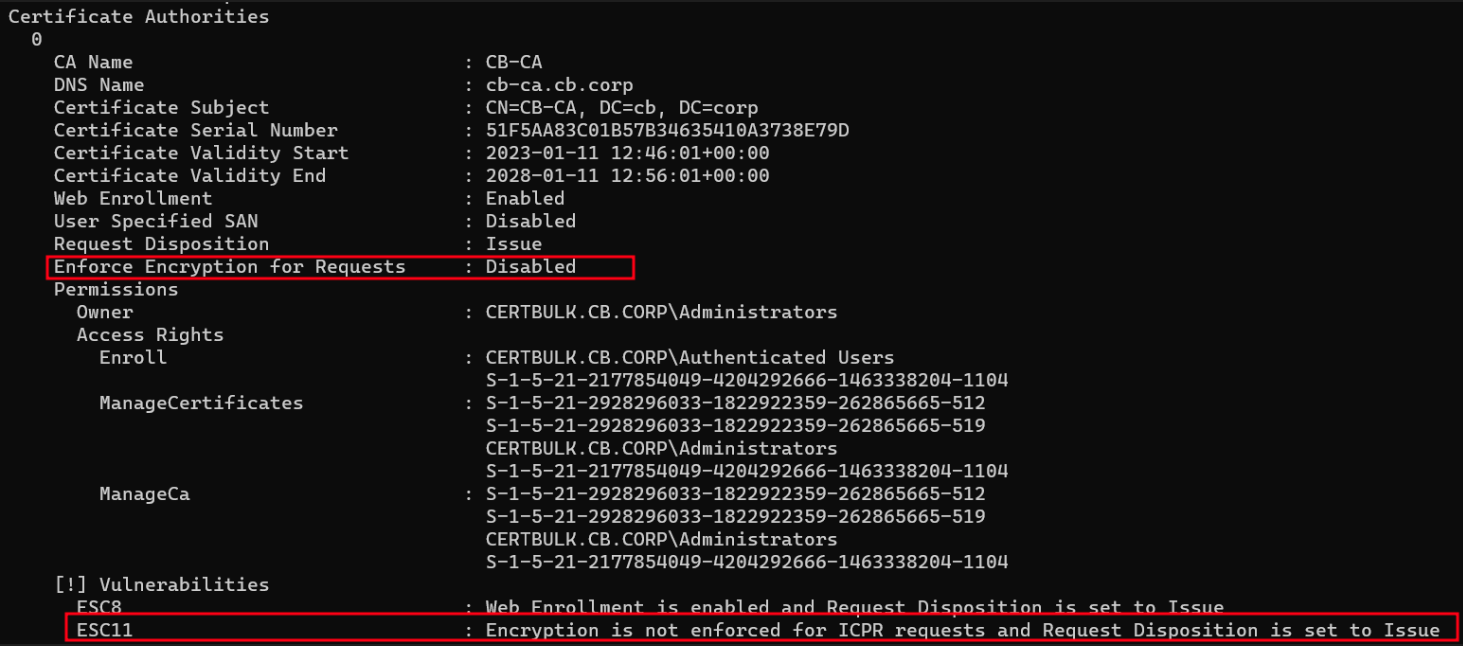 Certificate Authorities
0
CA Name : CB-CA
DNS Name : cb-ca.cb.corp
Certificate Subject : CN=CB-CA, DC=cb, DC=corp
Certificate Serial Number : 51F5AA83C01B57B34635410A3738E79D
Certificate Validity Start : 2023-01-11 12:46:01+00:00
Certificate Validity End : 2028-01-11 12:56:01+00:00
Web Enrollment : Enabled
User Specified SAN : Disabled
Request Disposition : Issue
Enforce Encryption for Requests : Disabled
Permissions
Owner : CERTBULK.CB.CORP\Administrators
Access Rights
Enroll : CERTBULK.CB.CORP\Authenticated Users
S-1-5-21-2177854049-4204292666-1463338204-1104
ManageCertificates : S-1-5-21-2928296033-1822922359-262865665-512
S-1-5-21-2928296033-1822922359-262865665-519
CERTBULK.CB.CORP\Administrators
S-1-5-21-2177854049-4204292666-1463338204-1104
ManageCa : S-1-5-21-2928296033-1822922359-262865665-512
S-1-5-21-2928296033-1822922359-262865665-519
CERTBULK.CB.CORP\Administrators
S-1-5-21-2177854049-4204292666-1463338204-1104
[!] Vulnerabilities
ESC8 : Web Enrollment is enabled and Request Disposition is set to Issue
ESC11 : Encryption is not enforced for ICPR requests and Request Disposition is set to Issue